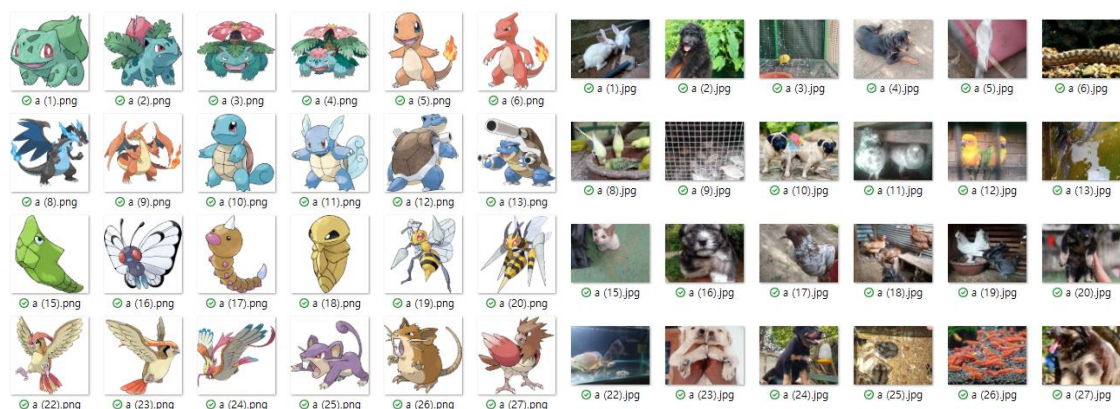 a (1).png a (2).png a (3).png a (4).png a (5).png a (6).png
a (1).jpg a (2).jpg a (3).jpg a (4).jpg a (5).jpg a (6).jpg
a (8).png a (9).png a (10).png a (11).png a (12).png a (13).png
a (8).jpg a (9).jpg a (10).jpg a (11).jpg a (12).jpg a (13).jpg
a (15).png a (16).png a (17).png a (18).png a (19).png a (20).png
a (15).jpg a (16).jpg a (17).jpg a (18).jpg a (19).jpg a (20).jpg
a (22).png a (23).png a (24).png a (25).png a (26).png a (27).png
a (22).jpg a (23).jpg a (24).jpg a (25).jpg a (26).jpg a (27).jpg